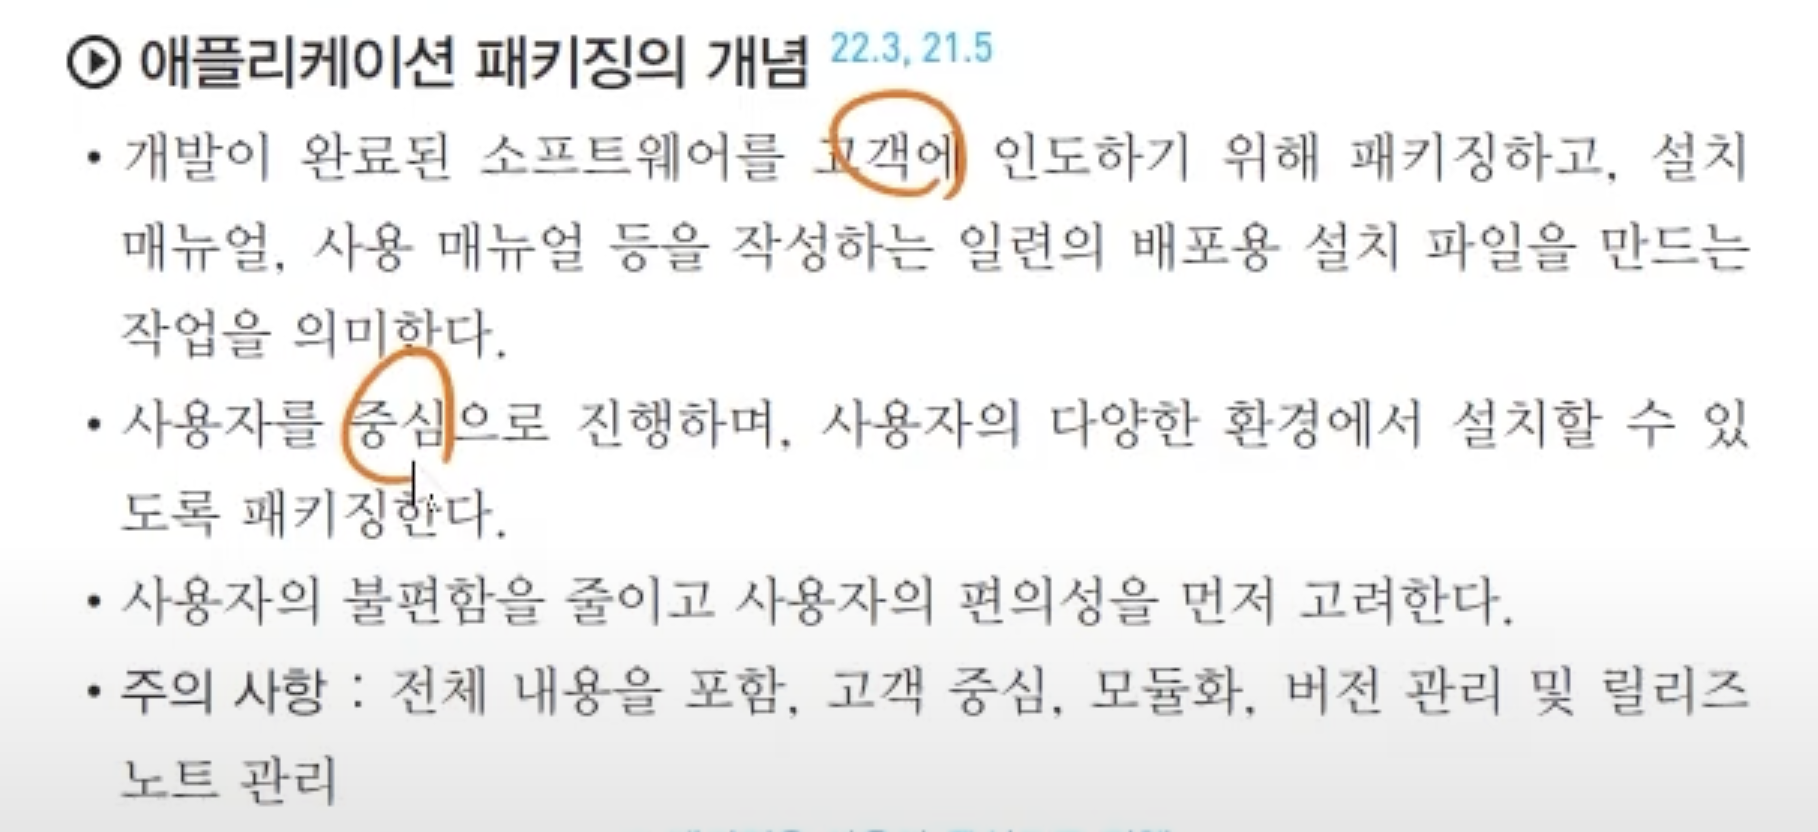 애플리케이션 패키징의 개념 22.3, 21.5
• 개발이 완료된 소프트웨어를 고객에 인도하기 위해 패키징하고, 설치
매뉴얼, 사용 매뉴얼 등을 작성하는 일련의 배포용 설치 파일을 만드는
작업을 의미한다.
• 사용자를 중심으로 진행하며, 사용자의 다양한 환경에서 설치할 수 있
도록 패키징한다.
• 사용자의 불편함을 줄이고 사용자의 편의성을 먼저 고려한다.
• 주의 사항 : 전체 내용을 포함, 고객 중심, 모듈화, 버전 관리 및 릴리즈
노트 관리